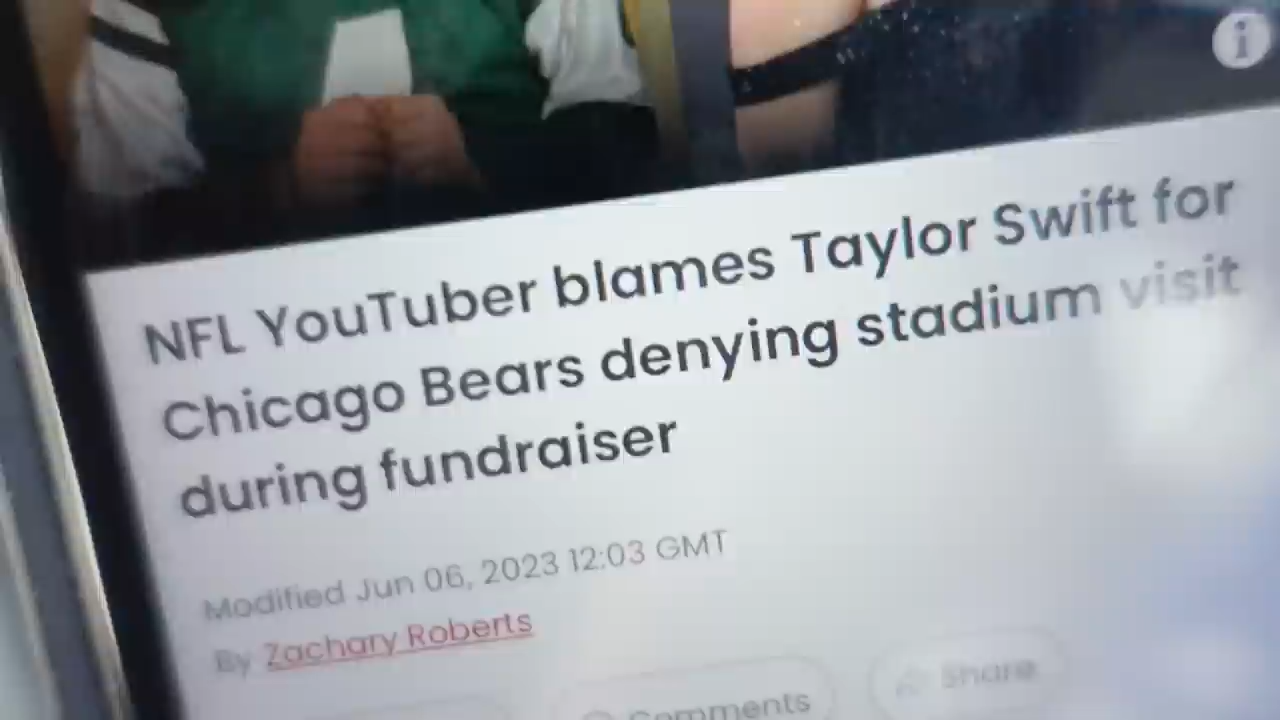 i
NFL YouTuber blames Taylor Swift for
Chicago Bears denying stadium visit
during fundraiser
Modified Jun 06, 2023 12:03 GMT
By Zachary Roberts
Comments
Share